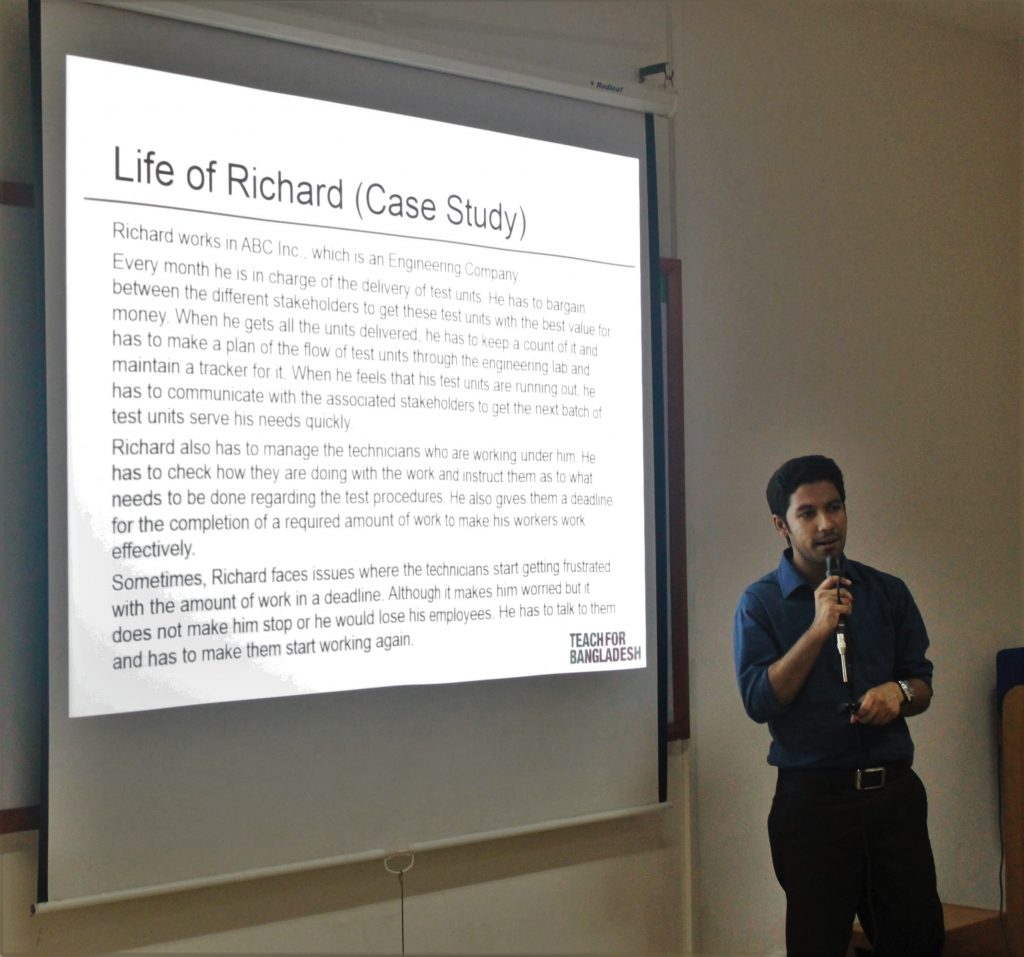 Redleaf
Life of Richard (Case Study)
Richard works in ABC Inc., which is an Engineering Company
Every month he is in charge of the delivery of test units. He has to bargain
between the different stakeholders to get these test units with the best value for
money. When he gets all the units delivered, he has to keep a count of it and
has to make a plan of the flow of test units through the engineering lab and
maintain a tracker for it. When he feels that his test units are running out, he
has to communicate with the associated stakeholders to get the next batch of
test units serve his needs quickly.
Richard also has to manage the technicians who are working under him. He
has to check how they are doing with the work and instruct them as to what
needs to be done regarding the test procedures. He also gives them a deadline
for the completion of a required amount of work to make his workers work
effectively.
Sometimes, Richard faces issues where the technicians start getting frustrated
with the amount of work in a deadline. Although it makes him worried but it
does not make him stop or he would lose his employees. He has to talk to them
and has to make them start working again.
TEACH FOR
BANGLADESH